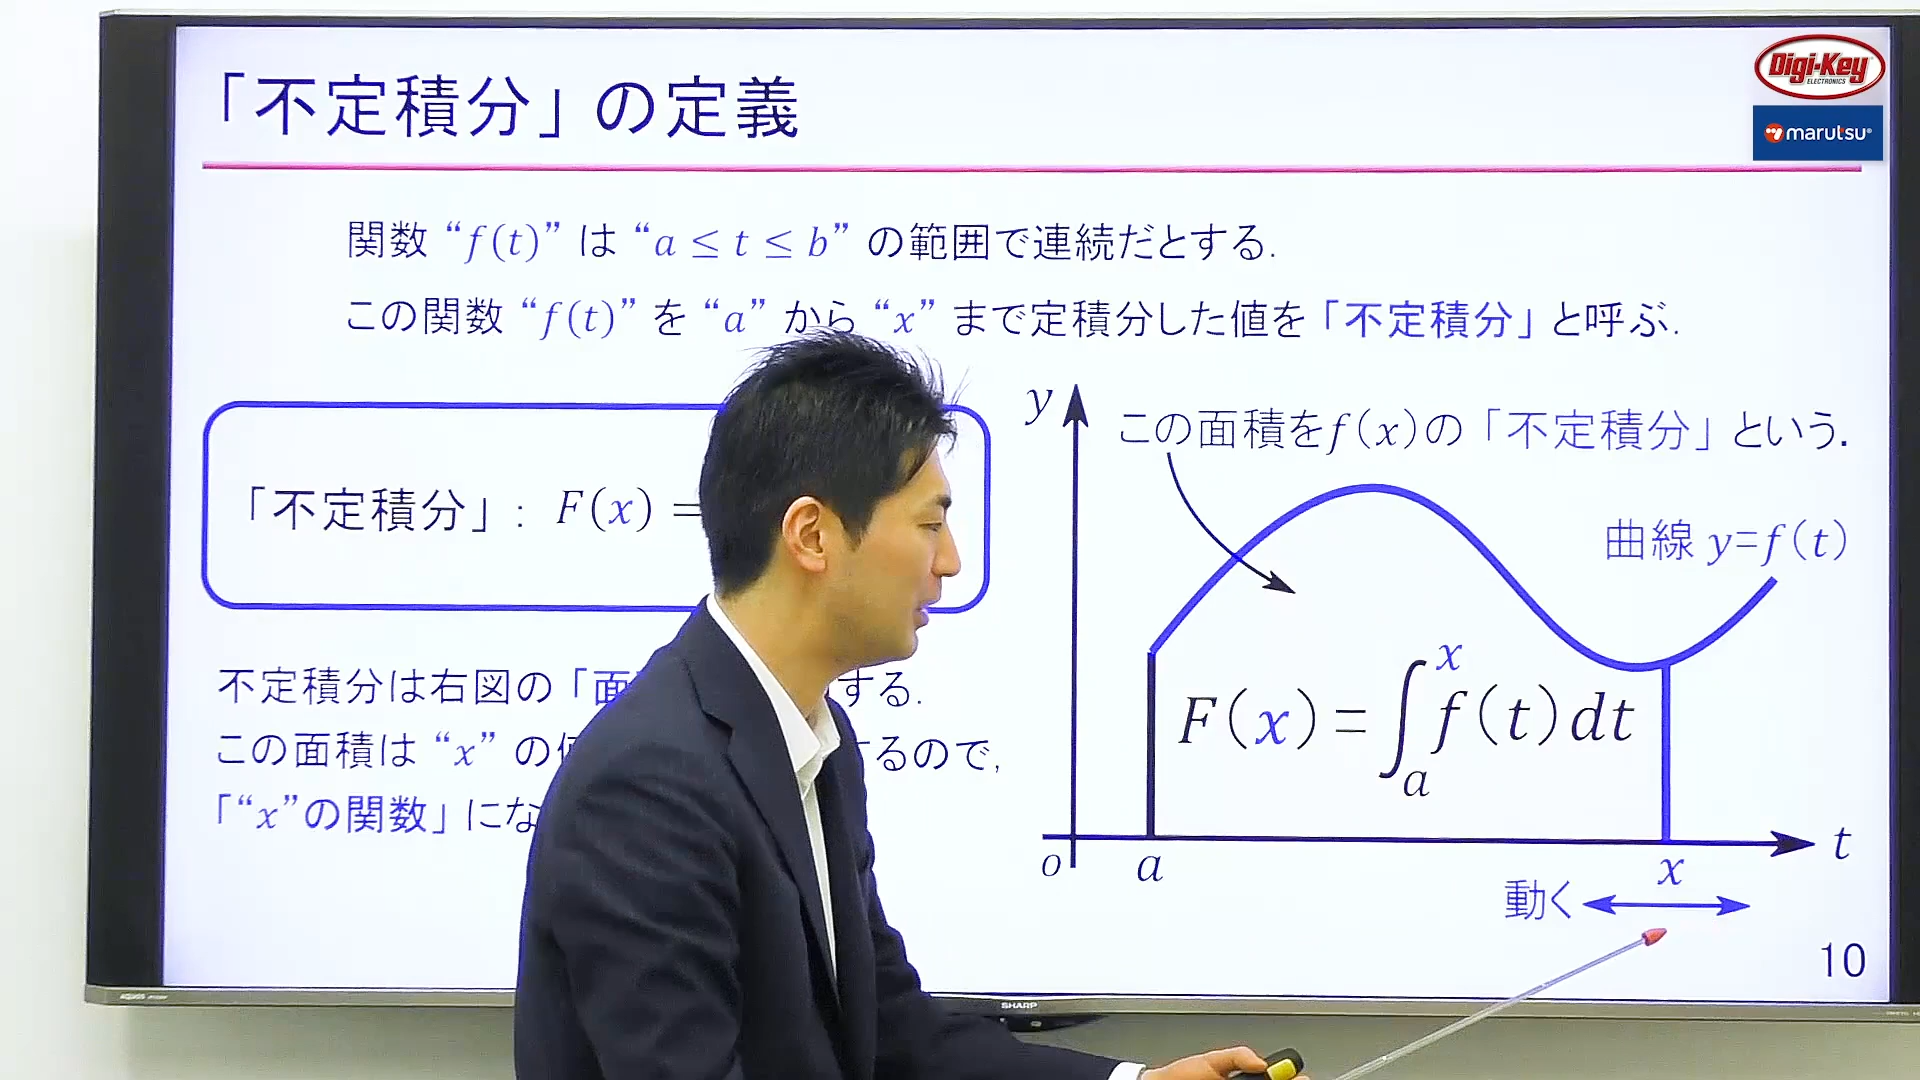 「不定積分」の定義
Digi-Key
ELECTRONICS
marutsu
関数 “f(t)” は “a ≤ t ≤ b” の範囲で連続だとする.
この関数 “f(t)” を “a” から “x” まで定積分した値を「不定積分」と呼ぶ.
「不定積分」: F(x) =
y
この面積をf(x)の「不定積分」という.
曲線 y=f(t)
F(x) = ∫ₐˣ f(t)dt
不定積分は右図の「面 する.
この面積は “x” の するので,
「“x”の関数」にな
o a x t
動く
10
SHARP
AQUOS